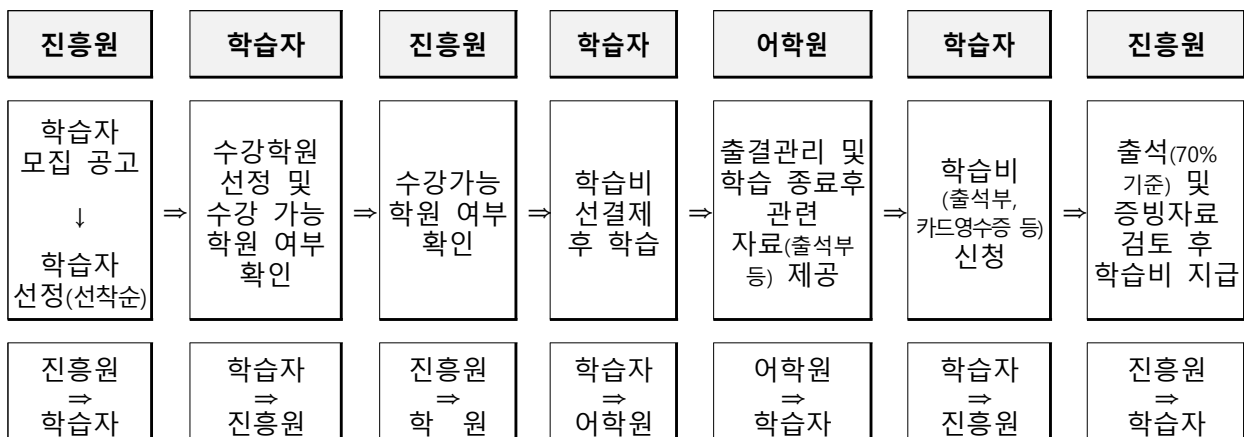 진흥원
학습자
진흥원
학습자
어학원
학습자
진흥원
학습자
모집 공고
↓
학습자
선정(선착순)
⇒
수강학원
선정 및
수강 가능
학원 여부
확인
⇒
수강가능
학원 여부
확인
⇒
학습비
선결제
후 학습
⇒
출결관리 및
학습 종료후
관련
자료(출석부
등) 제공
⇒
학습비
(출석부,
카드영수증 등)
신청
⇒
출석(70%
기준) 및
증빙자료
검토 후
학습비 지급
진흥원
⇒
학습자
학습자
⇒
진흥원
진흥원
⇒
학 원
학습자
⇒
어학원
어학원
⇒
학습자
학습자
⇒
진흥원
진흥원
⇒
학습자